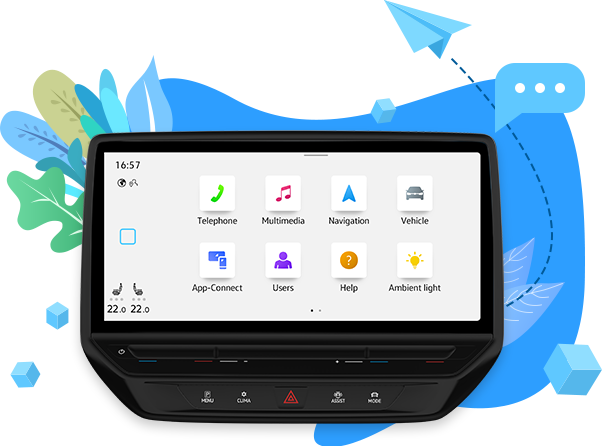 16:57
Telephone Multimedia Navigation Vehicle
App-Connect Users Help Ambient light
22.0 22.0
MENU CLIMA ASSIST MODE